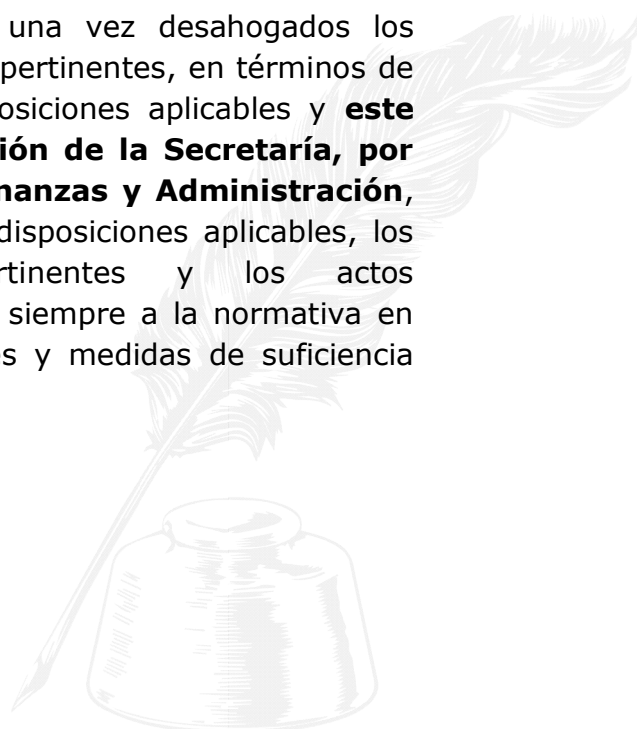 una vez desahogados los
pertinentes, en términos de
osiciones aplicables y este
ión de la Secretaría, por
nanzas y Administración,
disposiciones aplicables, los
rtinentes y los actos
siempre a la normativa en
s y medidas de suficiencia